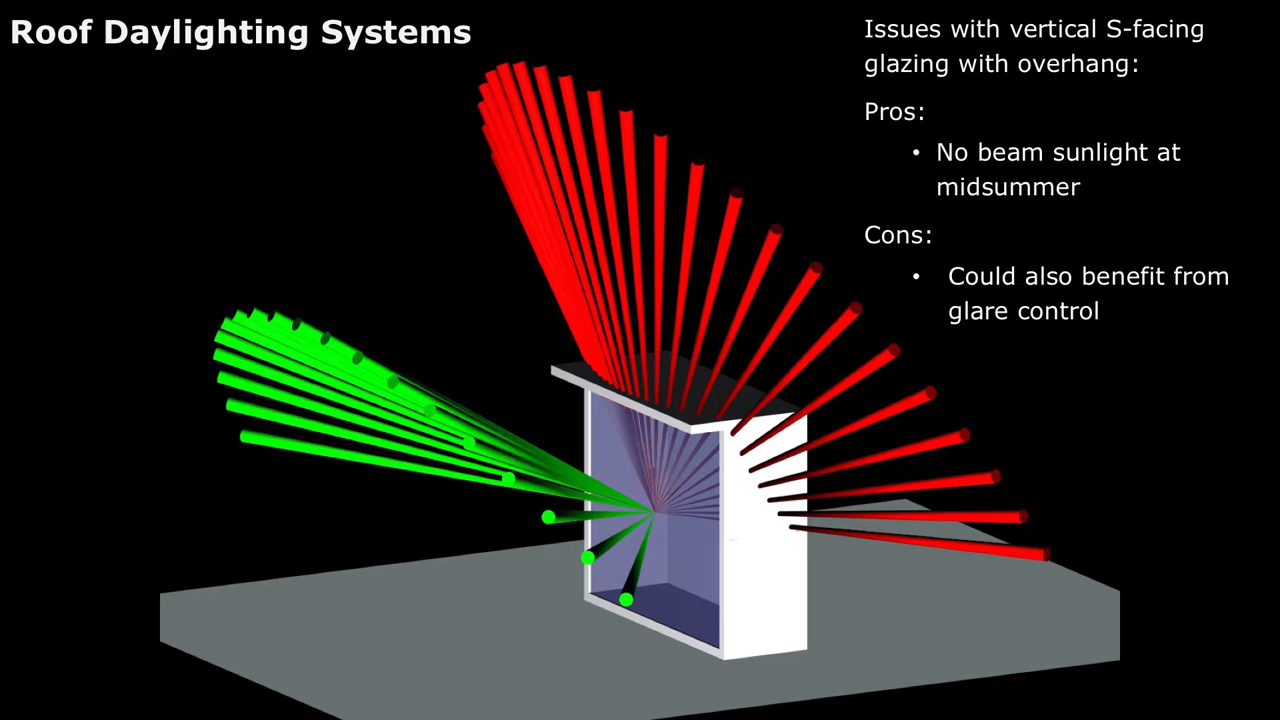 Roof Daylighting Systems
Issues with vertical S-facing
glazing with overhang:
Pros:
• No beam sunlight at
midsummer
Cons:
• Could also benefit from
glare control